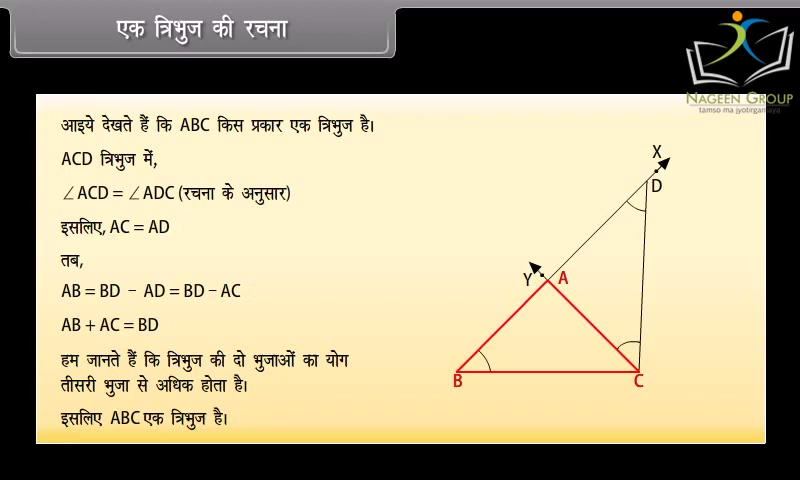 एक त्रिभुज की रचना
NAGEEN GROUP
tamso ma jyotirgamaya
आइये देखते हैं कि ABC किस प्रकार एक त्रिभुज है।
ACD त्रिभुज में,
∠ACD = ∠ADC (रचना के अनुसार)
इसलिए, AC = AD
तब,
AB = BD - AD = BD - AC
AB + AC = BD
हम जानते हैं कि त्रिभुज की दो भुजाओं का योग
तीसरी भुजा से अधिक होता है।
इसलिए ABC एक त्रिभुज है।
X
D
Y
A
B
C